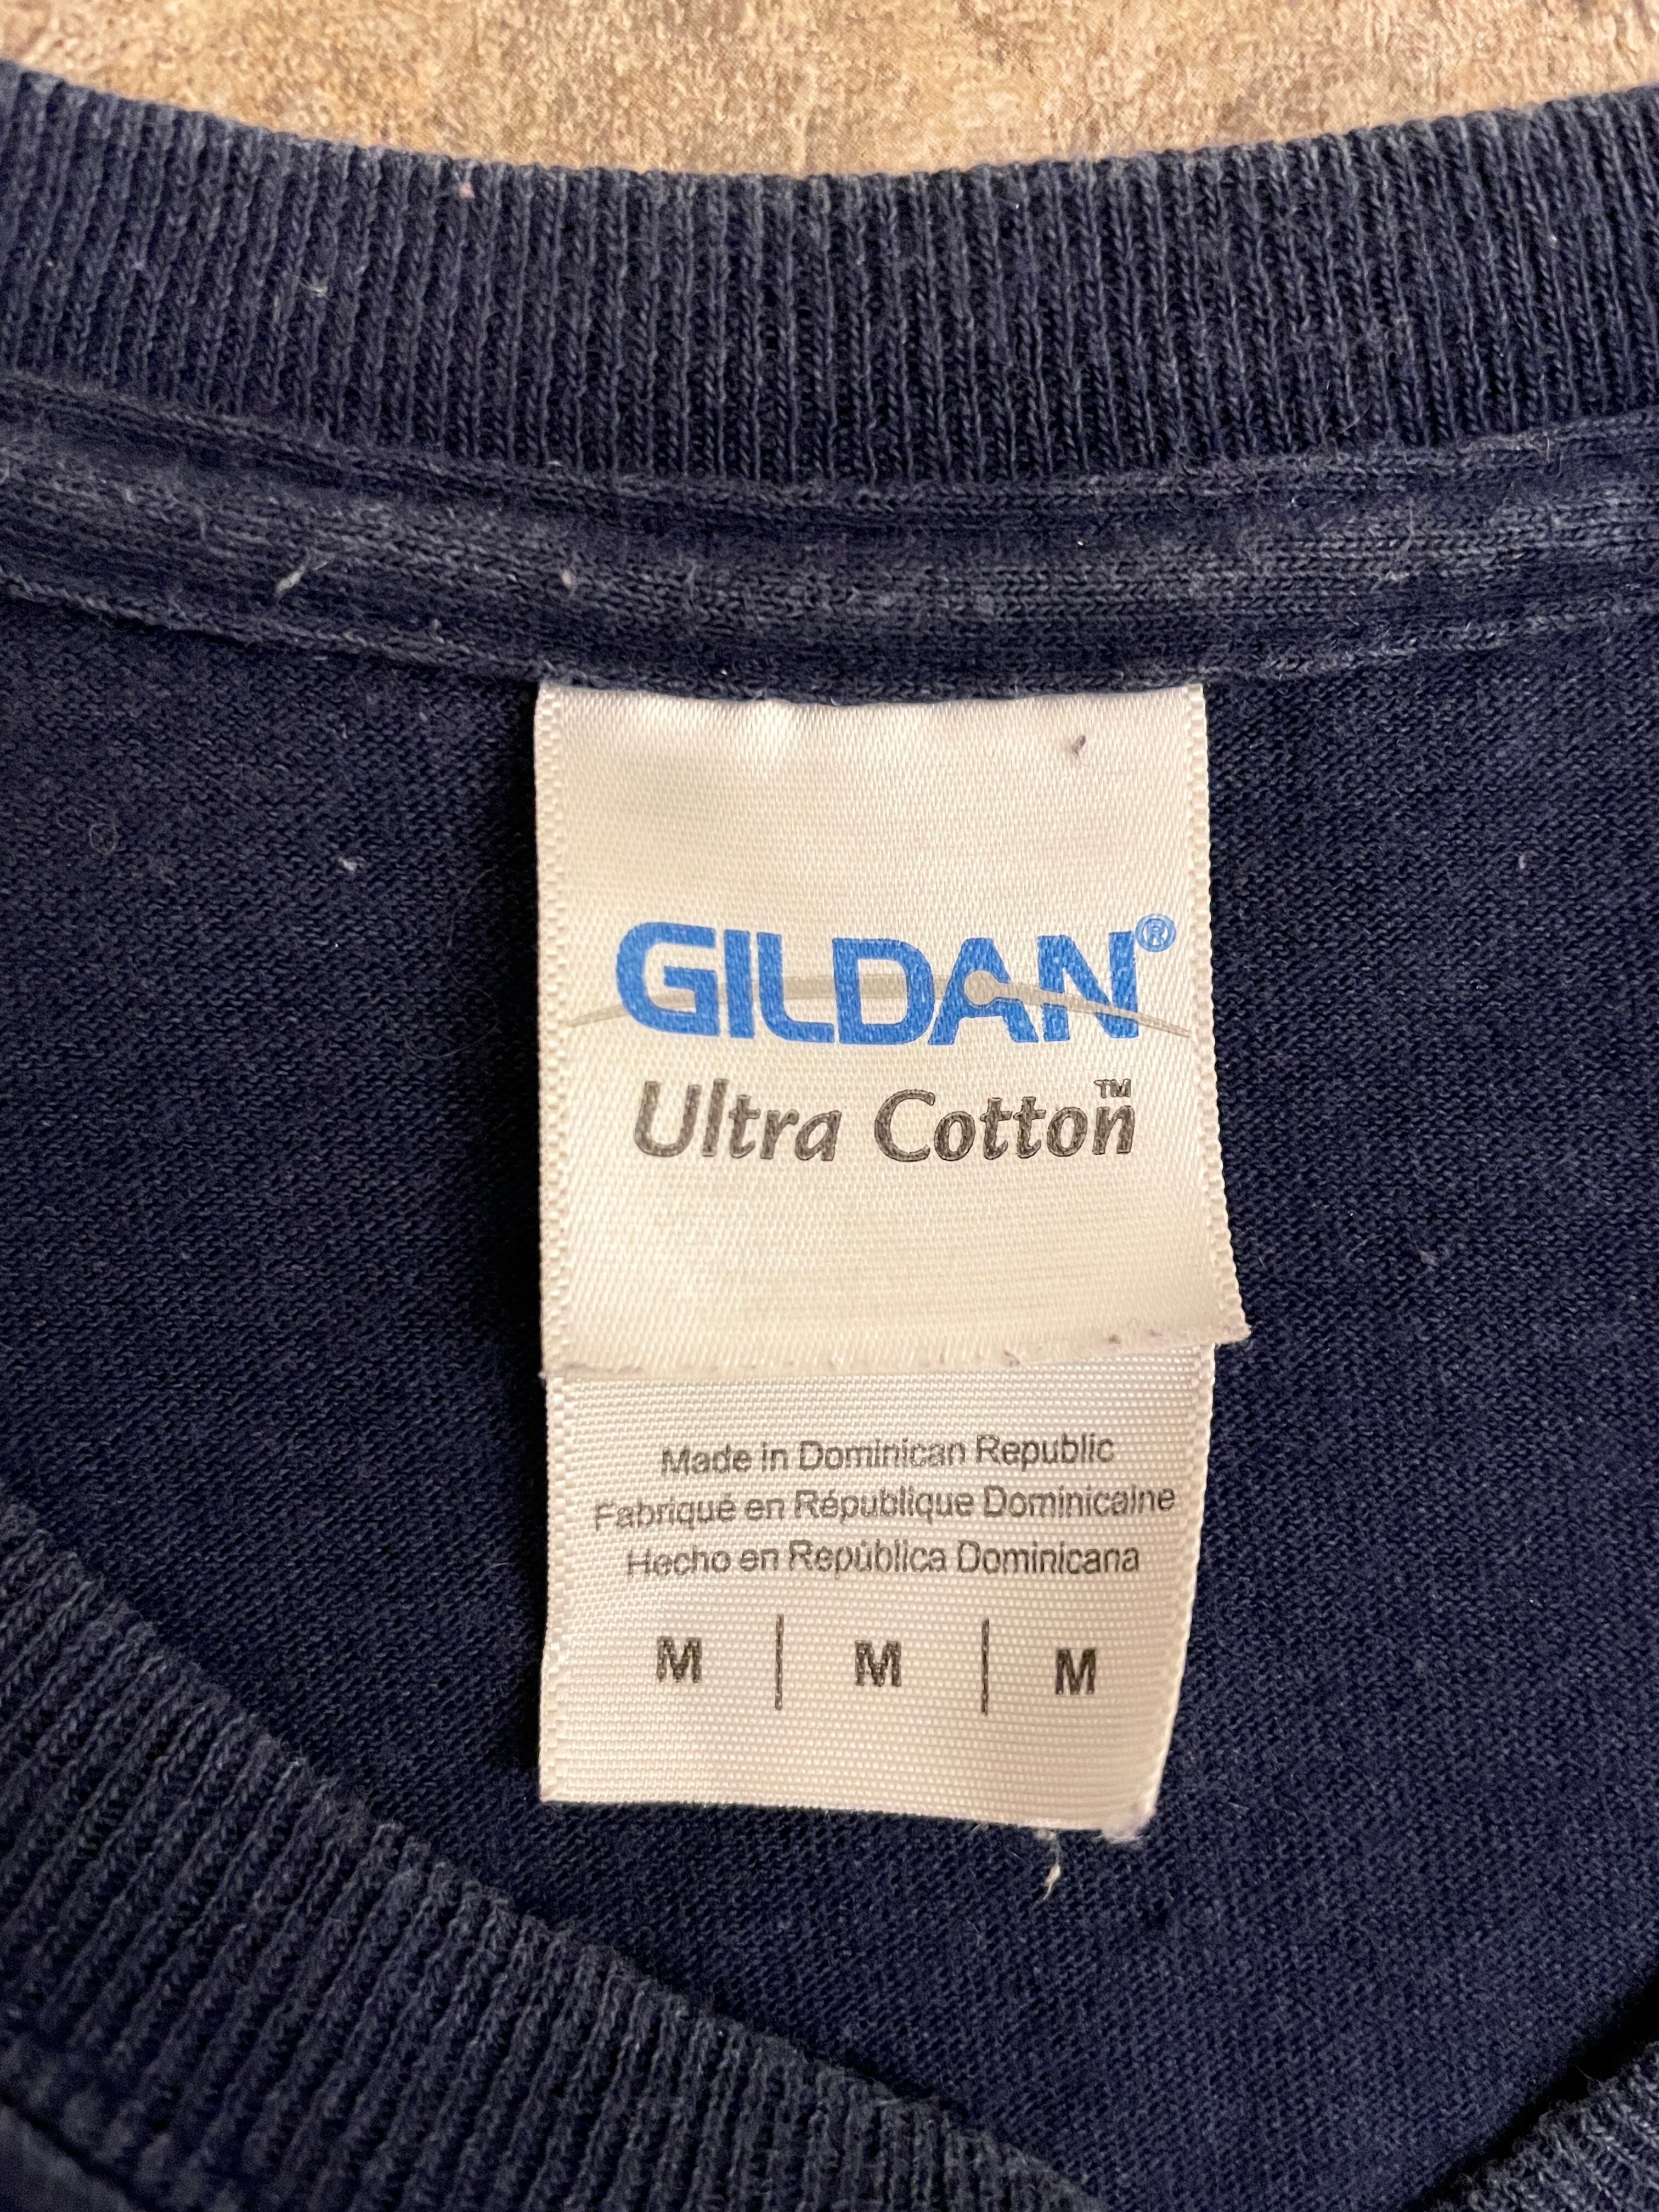 GILDAN®
Ultra Cotton™
Made in Dominican Republic
Fabriqué en République Dominicaine
Hecho en República Dominicana
M | M | M